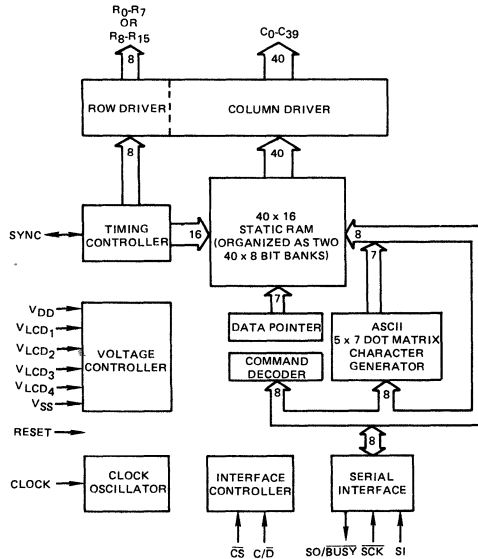 R0-R7
OR
R8-R15
C0-C39
8
40
ROW DRIVER
COLUMN DRIVER
8
40
SYNC
TIMING
CONTROLLER
16
40 x 16
STATIC RAM
(ORGANIZED AS TWO
40 x 8 BIT BANKS)
8
7
7
VDD
VLCD1
VLCD2
VLCD3
VLCD4
VSS
VOLTAGE
CONTROLLER
DATA POINTER
COMMAND
DECODER
ASCII
5 x 7 DOT MATRIX
CHARACTER
GENERATOR
8
8
RESET
8
CLOCK
CLOCK
OSCILLATOR
INTERFACE
CONTROLLER
SERIAL
INTERFACE
C̅S̅
C/D̅
SO/B̅U̅S̅Y̅
S̅C̅K̅
SI